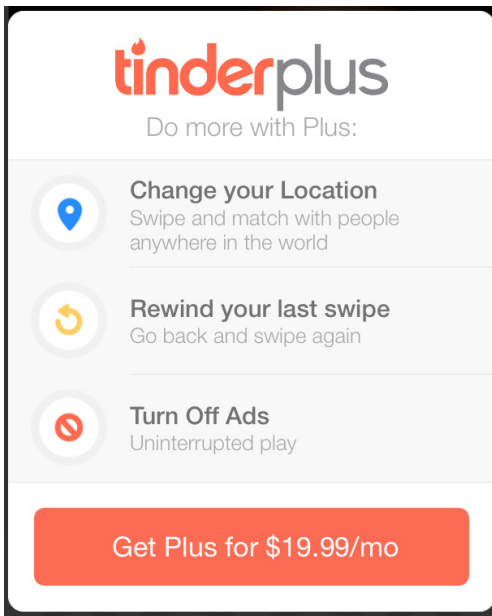 tinderplus
Do more with Plus:
Change your Location
Swipe and match with people
anywhere in the world
Rewind your last swipe
Go back and swipe again
Turn Off Ads
Uninterrupted play
Get Plus for $19.99/mo